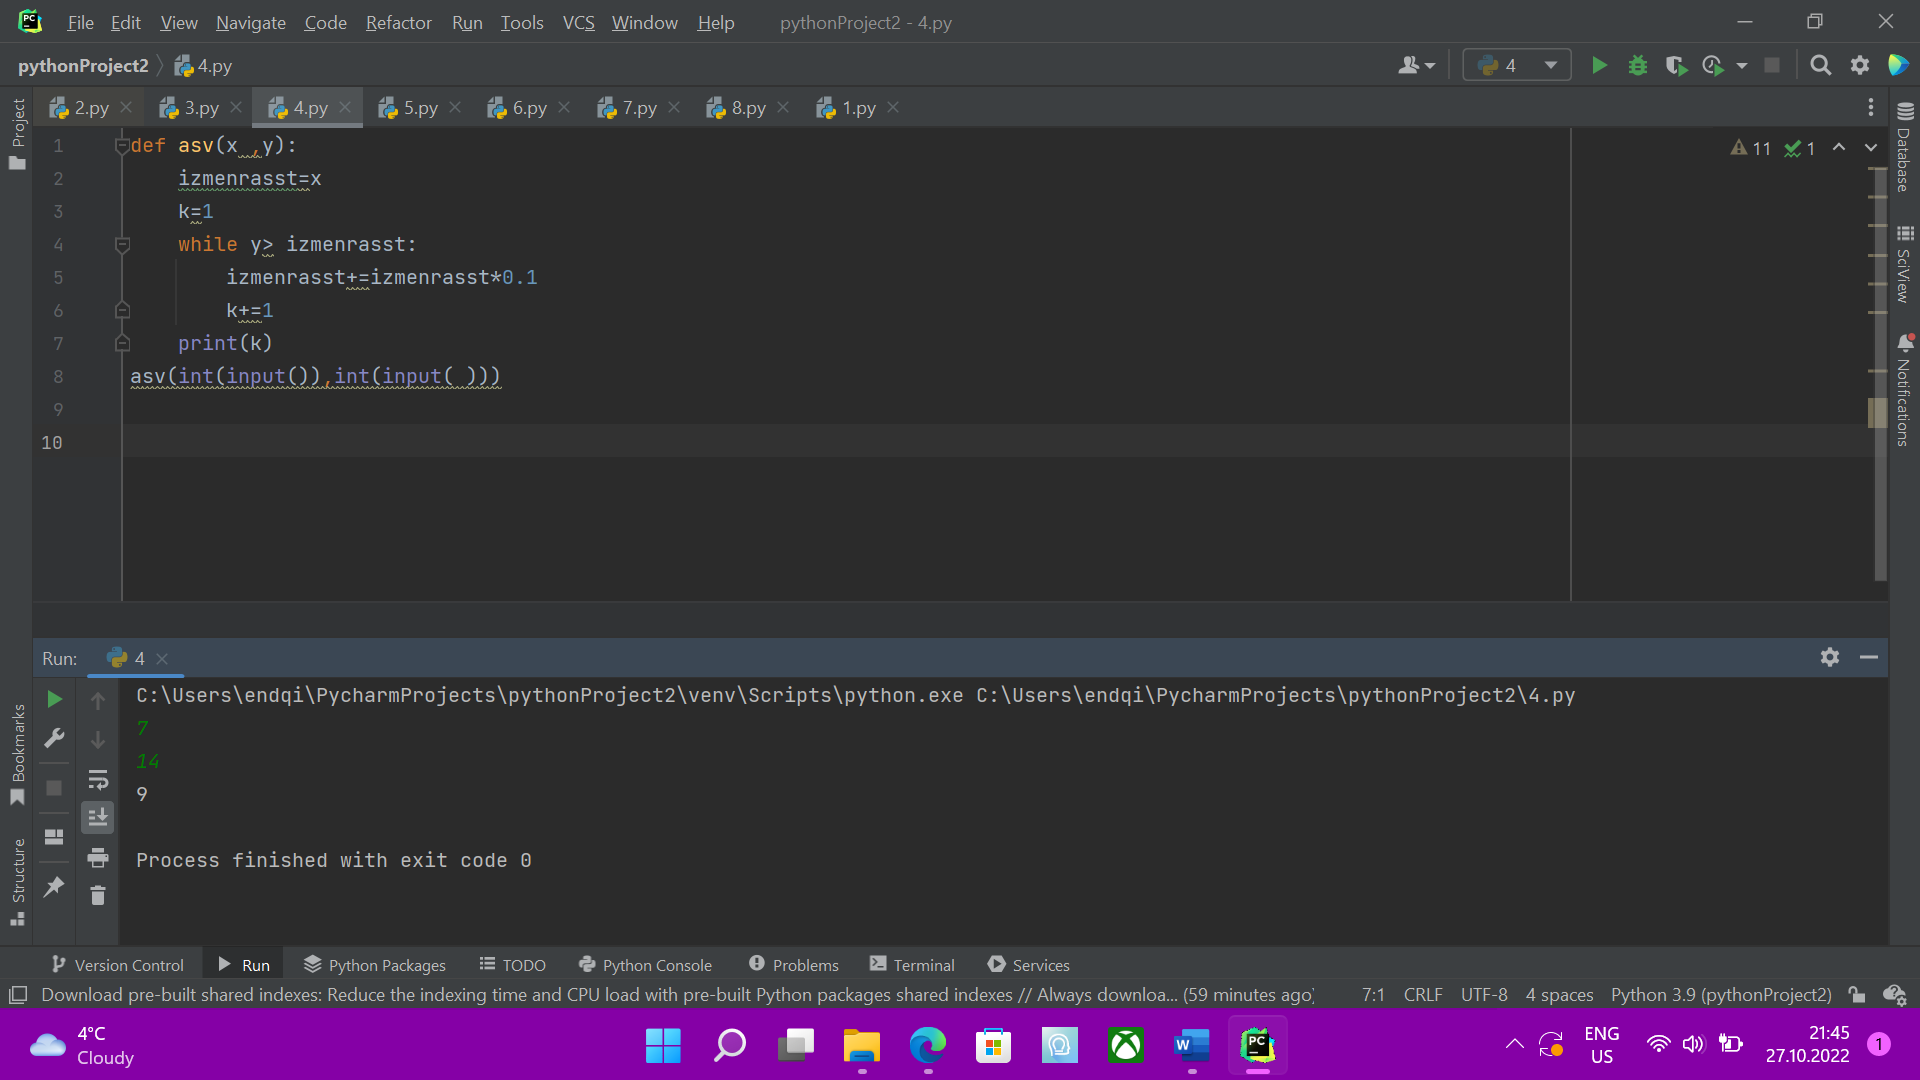 File Edit View Navigate Code Refactor Run Tools VCS Window Help pythonProject2 - 4.py
pythonProject2 4.py 4
2.py 3.py 4.py 5.py 6.py 7.py 8.py 1.py
Project
Database
SciView
Notifications
11 1
1 def asv(x ,y):
2 izmenrasst=x
3 k=1
4 while y> izmenrasst:
5 izmenrasst+=izmenrasst*0.1
6 k+=1
7 print(k)
8 asv(int(input()),int(input( )))
9
10
Run: 4
C:\Users\endqi\PycharmProjects\pythonProject2\venv\Scripts\python.exe C:\Users\endqi\PycharmProjects\pythonProject2\4.py
7
14
9
Process finished with exit code 0
Bookmarks
Structure
Version Control Run Python Packages TODO Python Console Problems Terminal Services
Download pre-built shared indexes: Reduce the indexing time and CPU load with pre-built Python packages shared indexes // Always downloa... (59 minutes ago) 7:1 CRLF UTF-8 4 spaces Python 3.9 (pythonProject2)
4°C
Cloudy
PC
W
ENG
US
21:45
27.10.2022
1